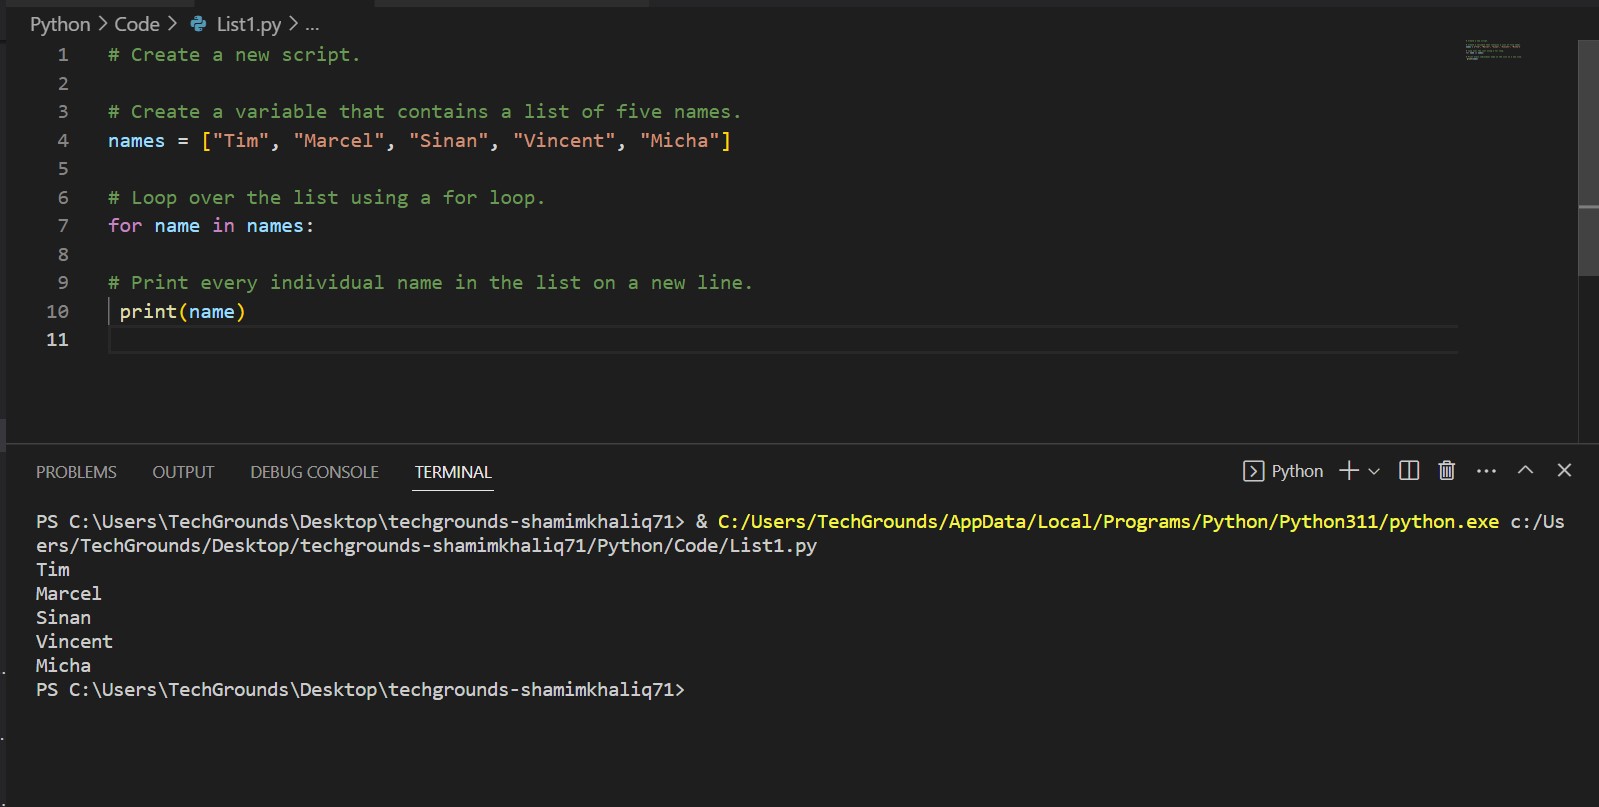 Python > Code > List1.py > ...
1 # Create a new script.
2
3 # Create a variable that contains a list of five names.
4 names = ["Tim", "Marcel", "Sinan", "Vincent", "Micha"]
5
6 # Loop over the list using a for loop.
7 for name in names:
8
9 # Print every individual name in the list on a new line.
10  print(name)
11
PROBLEMS OUTPUT DEBUG CONSOLE TERMINAL Python
PS C:\Users\TechGrounds\Desktop\techgrounds-shamimkhaliq71> & C:/Users/TechGrounds/AppData/Local/Programs/Python/Python311/python.exe c:/Us
ers/TechGrounds/Desktop/techgrounds-shamimkhaliq71/Python/Code/List1.py
Tim
Marcel
Sinan
Vincent
Micha
PS C:\Users\TechGrounds\Desktop\techgrounds-shamimkhaliq71>